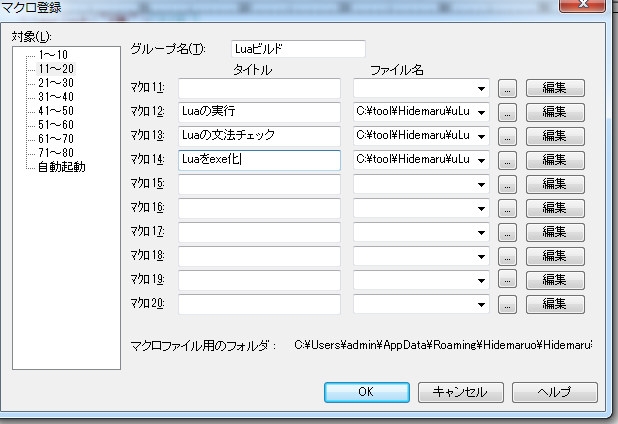 マクロ登録
対象(L):
1～10
11～20
21～30
31～40
41～50
51～60
61～70
71～80
自動起動
グループ名(T): Luaビルド
タイトル ファイル名
マクロ11: ... 編集
マクロ12: Luaの実行 C:¥tool¥Hidemaru¥uLu ... 編集
マクロ13: Luaの文法チェック C:¥tool¥Hidemaru¥uLu ... 編集
マクロ14: Luaをexe化 C:¥tool¥Hidemaru¥uLu ... 編集
マクロ15: ... 編集
マクロ16: ... 編集
マクロ17: ... 編集
マクロ18: ... 編集
マクロ19: ... 編集
マクロ20: ... 編集
マクロファイル用のフォルダ: C:¥Users¥admin¥AppData¥Roaming¥Hidemaruo¥Hidemaru¥
OK キャンセル ヘルプ